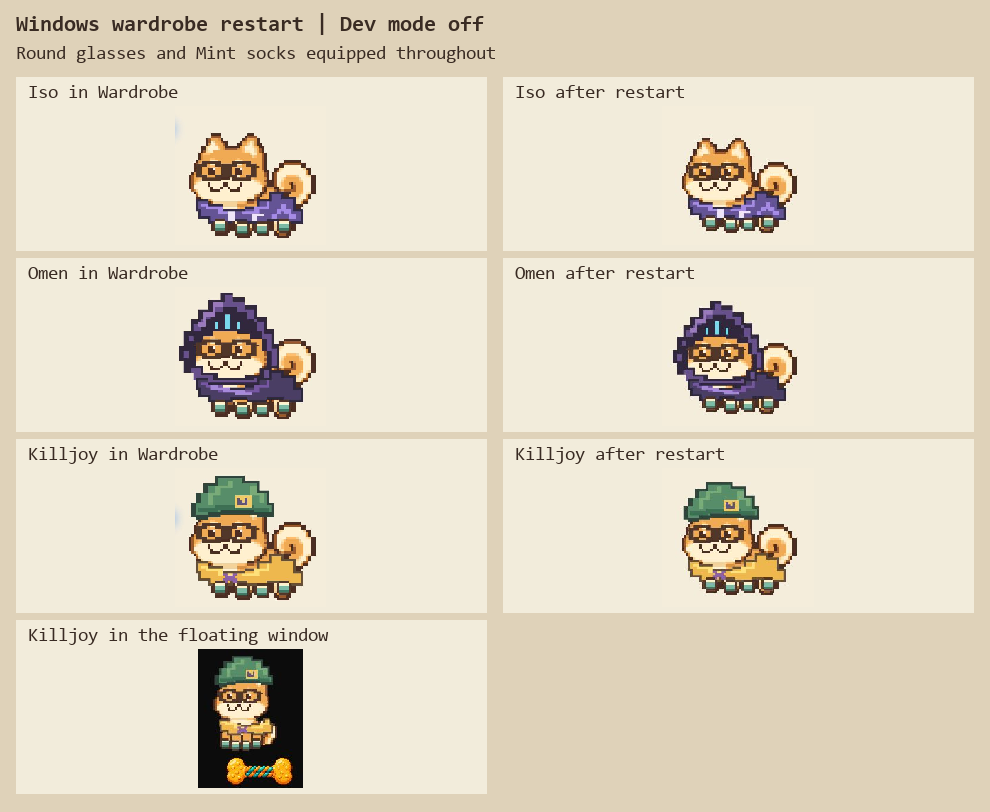 Windows wardrobe restart | Dev mode off
Round glasses and Mint socks equipped throughout
Iso in Wardrobe
Iso after restart
Omen in Wardrobe
Omen after restart
Killjoy in Wardrobe
Killjoy after restart
Killjoy in the floating window